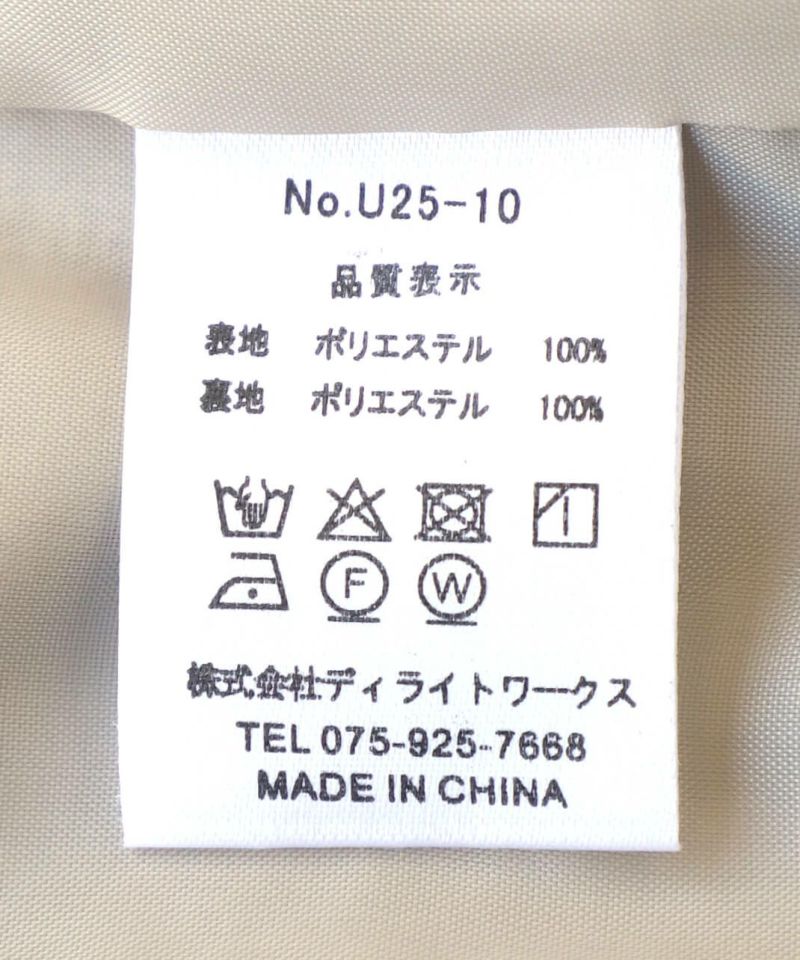 No.U25-10
品質表示
表地 ポリエステル 100%
裏地 ポリエステル 100%
F W
株式会社ディライトワークス
TEL 075-925-7668
MADE IN CHINA